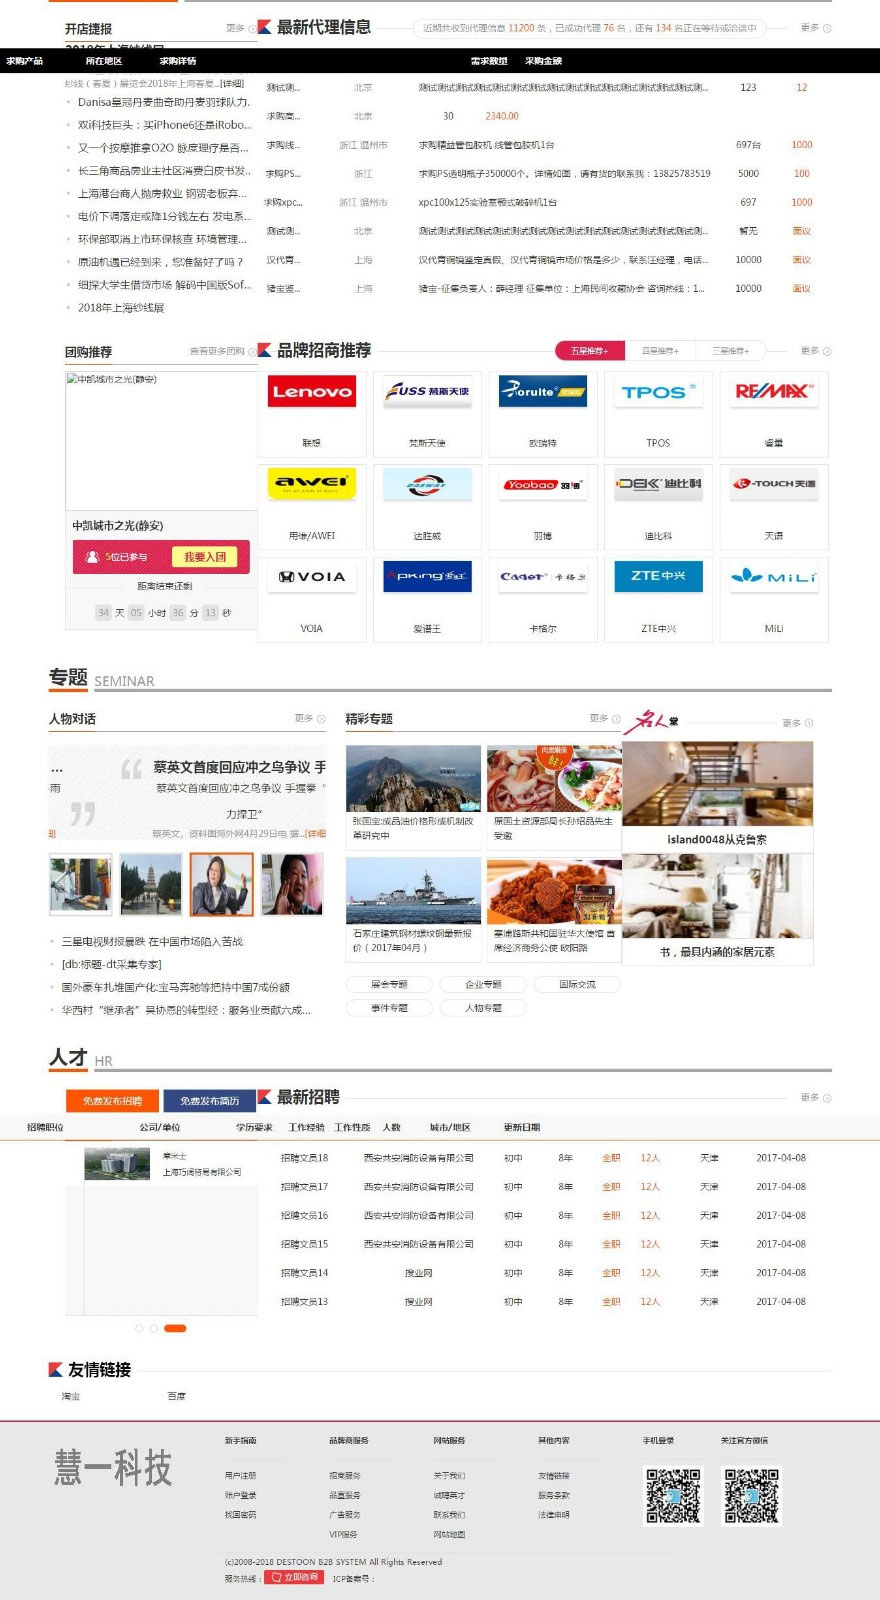 开店捷报 更多
最新代理信息 近期共收到代理信息 11200 条，已成功代理 76 名，还有 134 名正在等待或洽谈中 更多
求购产品 所在地区 求购详情 需求数量 采购金额
纱线（春夏）展览会2018年上海春夏...[详细]
Danisa皇冠丹麦曲奇助丹麦羽球队力.
双i科技巨头：买iPhone6还是iRobo...
又一个按摩推拿O2O 脉度理疗是否...
长三角商品房业主社区消费白皮书发..
上海港台商人抛房救业 钢贸老板弃...
电价下调落定或降1分钱左右 发电系...
环保部取消上市环保核查 环境管理...
原油机遇已经到来，您准备好了吗？
细探大学生借贷市场 解码中国版Sof...
2018年上海纱线展
测试测... 北京 测试测试测试测试测试测试测试测试测试测试测试测试测试测试测试... 123 12
求购高... 北京 30 2340.00
求购线... 浙江 温州市 求购精益管包胶机 线管包胶机1台 697台 1000
求购PS... 浙江 求购PS透明瓶子350000个。详情如图，请有货的联系我：13825783519 5000 100
求购xpc... 浙江 温州市 xpc100x125实验室颚式破碎机1台 697 1000
测试测... 北京 测试测试测试测试测试测试测试测试测试测试测试测试测试测试测试... 暂无 面议
汉代青... 上海 汉代青铜镜鉴定真假、汉代青铜镜市场价格是多少，联系汪经理，电话... 10000 面议
猪宝鉴... 上海 猪宝-征集负责人：薛经理 征集单位：上海民间收藏协会 咨询热线：1... 10000 面议
团购推荐 查看更多团购
品牌招商推荐 五星推荐+ 四星推荐+ 三星推荐+ 更多
中凯城市之光(静安)
Lenovo USS 梵斯天使 Poruite TPOS RE/MAX
联想 梵斯天使 欧瑞特 TPOS 睿量
awei DASWAY Yoobao 羽博 DBK 迪比科 K-TOUCH 天语
用维/AWEI 达胜威 羽博 迪比科 天语
VOIA APKing 爱谱王 Caget 卡格尔 ZTE中兴 MiLi
VOIA 爱谱王 卡格尔 ZTE中兴 MiLi
中凯城市之光(静安)
5位已参与 我要入团
距离结束还剩
34 天 05 小时 36 分 13 秒
专题 SEMINAR
人物对话 更多
... 蔡英文首度回应冲之鸟争议 手
雨 蔡英文首度回应冲之鸟争议 手握拳“
力捍卫”
蔡英文。资料图海外网4月29日电 据...[详细
三星电视财报暴跌 在中国市场陷入苦战
[db:标题-dt采集专家]
国外豪车扎堆国产化:宝马奔驰等把持中国7成份额
华西村“继承者”吴协恩的转型经：服务业贡献六成...
精彩专题 更多
张国宝:成品油价格形成机制改
革研究中
原国土资源部局长孙绍品先生
受邀
石家庄建筑钢材螺纹钢最新报
价（2017年04月）
塞浦路斯共和国驻华大使馆 首
席经济商务公使 欧阳路
展会专题 企业专题 国际交流
事件专题 人物专题
名人堂 更多
island0048从克鲁索
书，最具内涵的家居元素
人才 HR
免费发布招聘 免费发布简历
最新招聘 更多
招聘职位 公司/单位 学历要求 工作经验 工作性质 人数 城市/地区 更新日期
摩米士
上海巧阔贸易有限公司
招聘文员18 西安共安消防设备有限公司 初中 8年 全职 12人 天津 2017-04-08
招聘文员17 西安共安消防设备有限公司 初中 8年 全职 12人 天津 2017-04-08
招聘文员16 西安共安消防设备有限公司 初中 8年 全职 12人 天津 2017-04-08
招聘文员15 西安共安消防设备有限公司 初中 8年 全职 12人 天津 2017-04-08
招聘文员14 搜业网 初中 8年 全职 12人 天津 2017-04-08
招聘文员13 搜业网 初中 8年 全职 12人 天津 2017-04-08
友情链接
淘宝 百度
慧一科技
新手指南 品牌商服务 网站服务 其他内容 手机登录 关注官方微信
用户注册 招商服务 关于我们 友情链接
账户登录 品宣服务 诚聘英才 服务条款
找回密码 广告服务 联系我们 法律申明
VIP服务 网站地图
(c)2008-2018 DESTOON B2B SYSTEM All Rights Reserved
服务热线： 立即咨询 ICP备案号：